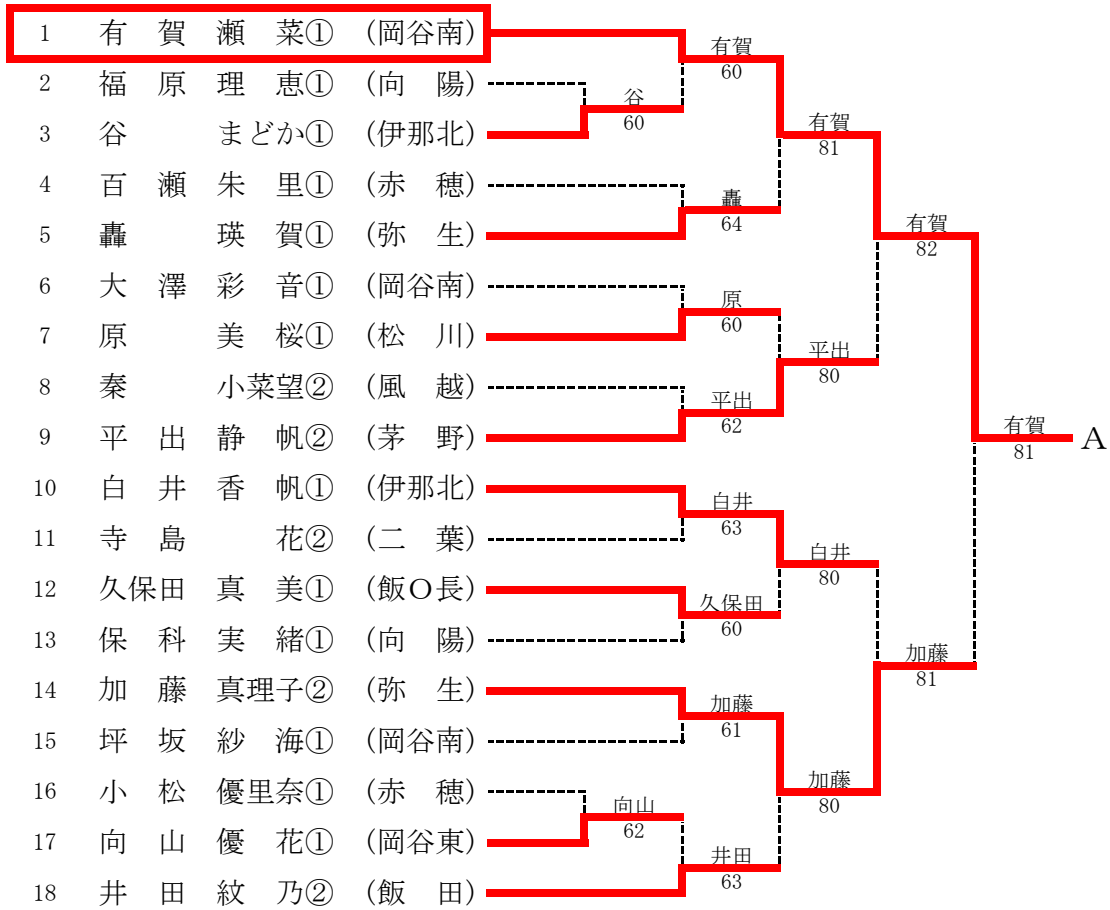 1 有賀瀬菜① (岡谷南)
2 福原理恵① (向陽)
3 谷まどか① (伊那北)
4 百瀬朱里① (赤穂)
5 轟瑛賀① (弥生)
6 大澤彩音① (岡谷南)
7 原美桜① (松川)
8 秦小菜望② (風越)
9 平出静帆② (茅野)
10 白井香帆① (伊那北)
11 寺島花② (二葉)
12 久保田真美① (飯O長)
13 保科実緒① (向陽)
14 加藤真理子② (弥生)
15 坪坂紗海① (岡谷南)
16 小松優里奈① (赤穂)
17 向山優花① (岡谷東)
18 井田紋乃② (飯田)
谷
60
向山
62
有賀
60
轟
64
原
60
平出
62
白井
63
久保田
60
加藤
61
井田
63
有賀
81
平出
80
白井
80
加藤
80
有賀
82
加藤
81
有賀
81
A